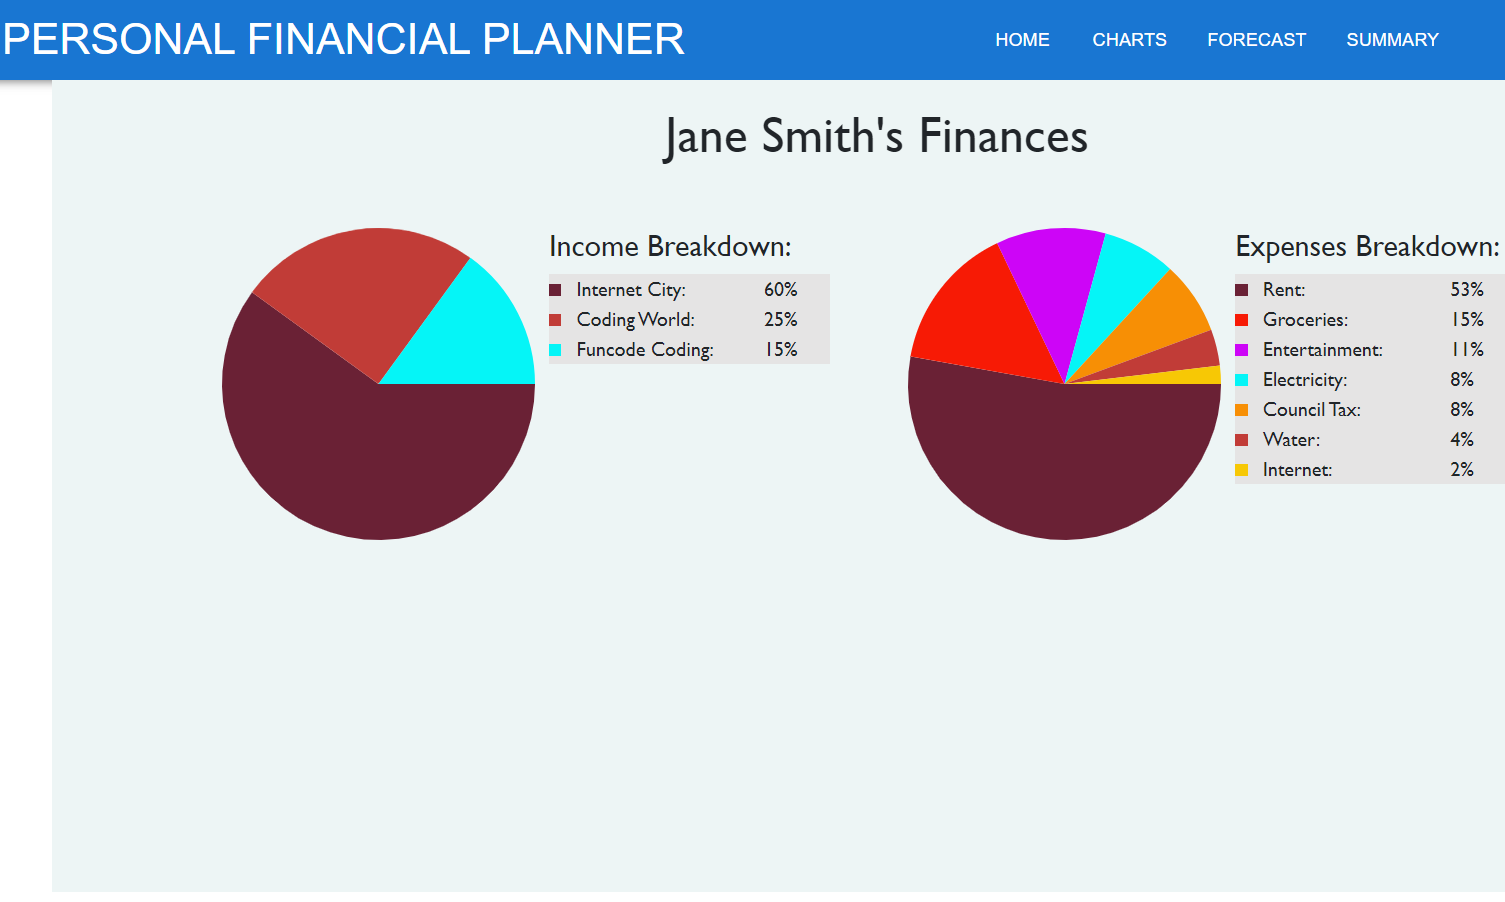 PERSONAL FINANCIAL PLANNER
HOME CHARTS FORECAST SUMMARY
Jane Smith's Finances
Income Breakdown:
Internet City: 60%
Coding World: 25%
Funcode Coding: 15%
Expenses Breakdown:
Rent: 53%
Groceries: 15%
Entertainment: 11%
Electricity: 8%
Council Tax: 8%
Water: 4%
Internet: 2%